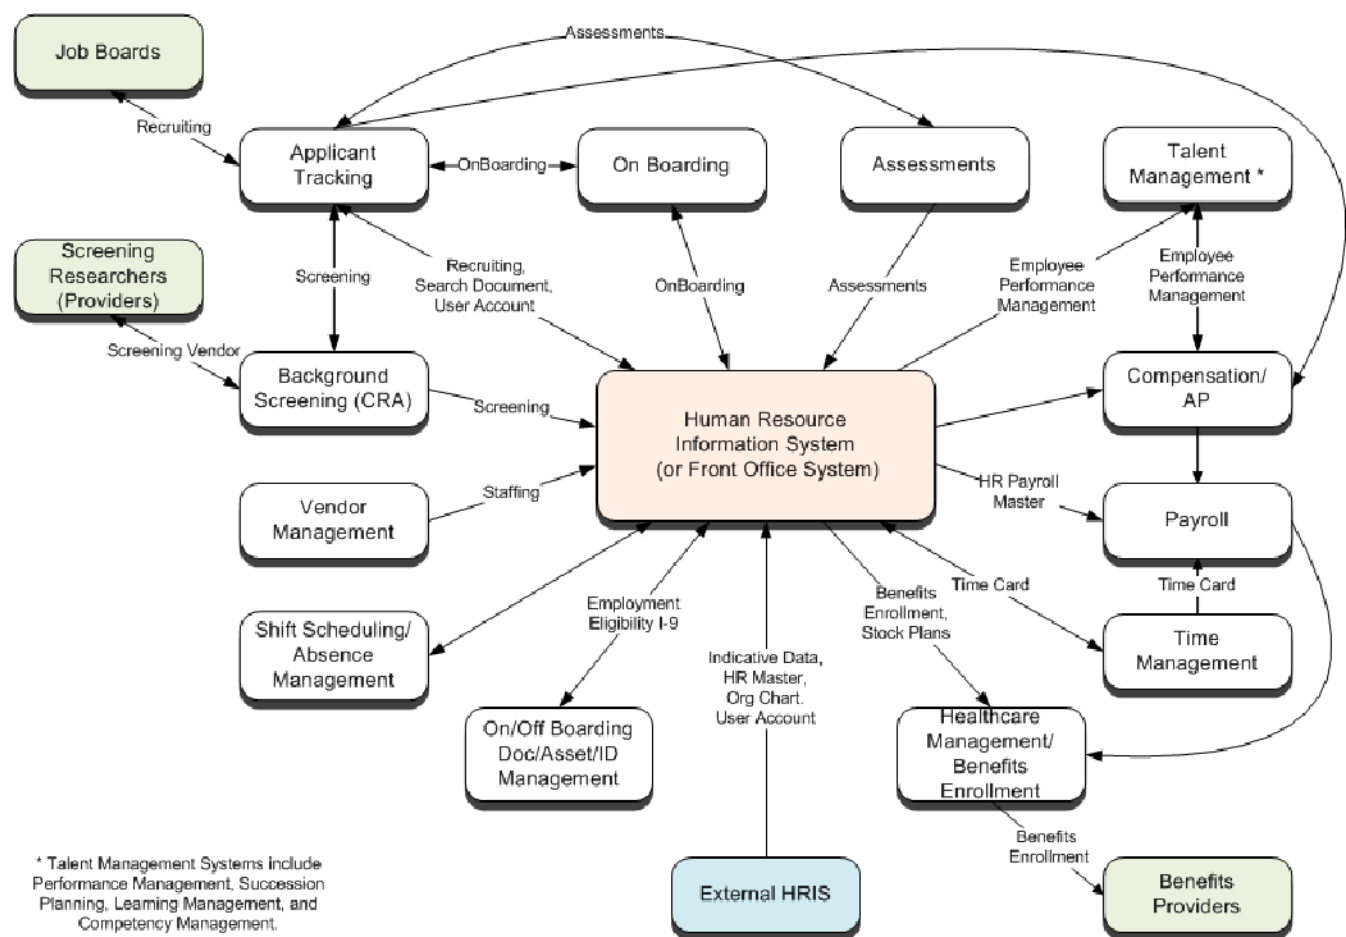 Assessments
Job Boards
Recruiting
Applicant
Tracking
OnBoarding
On Boarding
Assessments
Talent
Management *
Screening
Researchers
(Providers)
Screening
Recruiting,
Search Document,
User Account
OnBoarding
Assessments
Employee
Performance
Management
Employee
Performance
Management
Screening Vendor
Background
Screening (CRA)
Screening
Human Resource
Information System
(or Front Office System)
Compensation/
AP
Vendor
Management
Staffing
HR Payroll
Master
Payroll
Shift Scheduling/
Absence
Management
Employment
Eligibility I-9
Indicative Data,
HR Master,
Org Chart.
User Account
Benefits
Enrollment,
Stock Plans
Time Card
Time Card
Time
Management
On/Off Boarding
Doc/Asset/ID
Management
Healthcare
Management/
Benefits
Enrollment
Benefits
Enrollment
* Talent Management Systems include
Performance Management, Succession
Planning, Learning Management, and
Competency Management.
External HRIS
Benefits
Providers